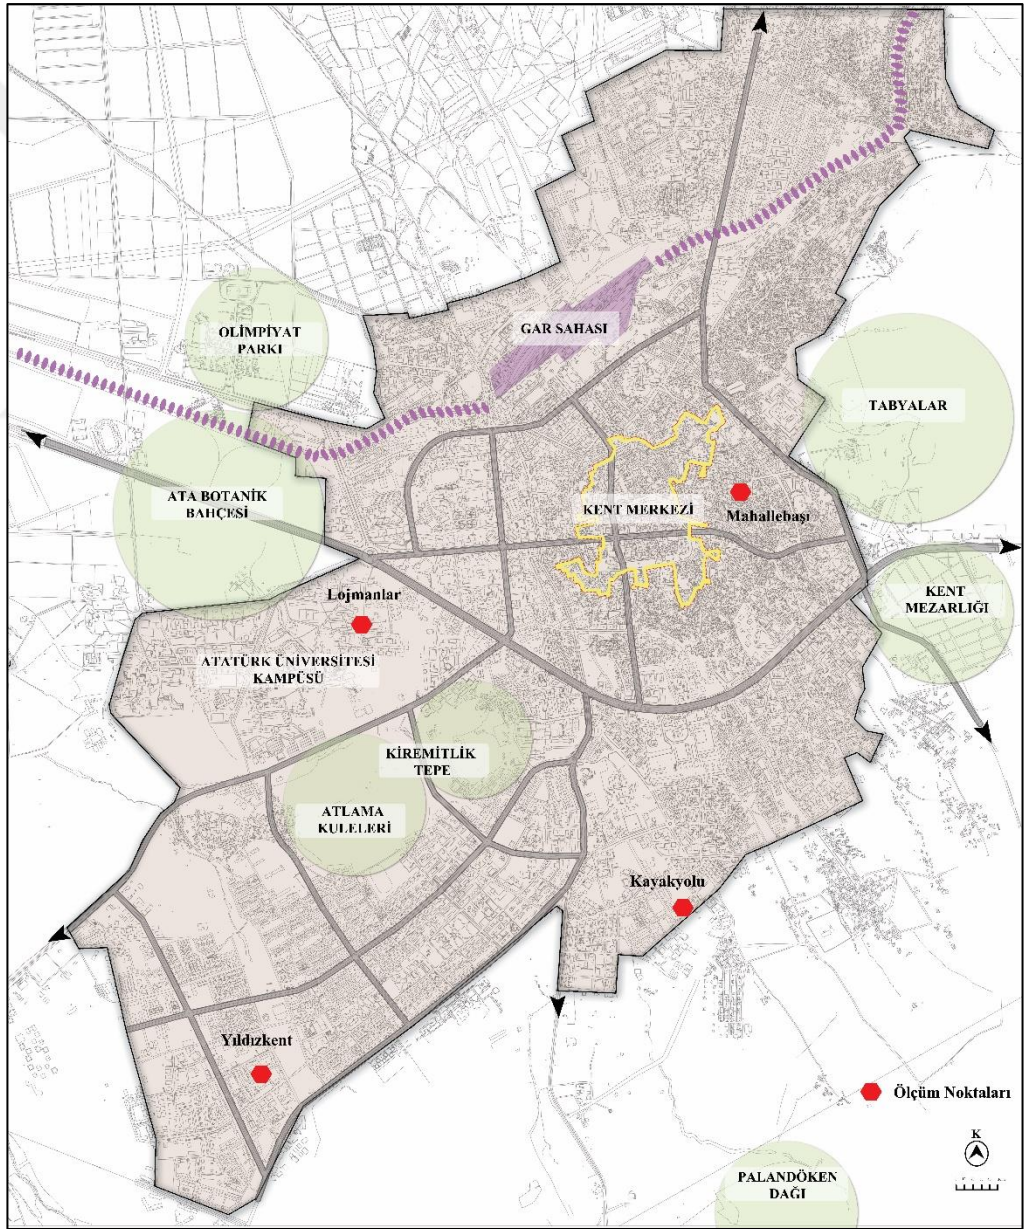 GAR SAHASI
OLİMPİYAT
PARKI
TABYALAR
ATA BOTANİK
BAHÇESİ
KENT MERKEZİ
Mahallebaşı
Lojmanlar
KENT
MEZARLIĞI
ATATÜRK ÜNİVERSİTESİ
KAMPÜSÜ
KİREMİTLİK
TEPE
ATLAMA
KULELERİ
Kayakyolu
Yıldızkent
Ölçüm Noktaları
K
PALANDÖKEN
DAĞI